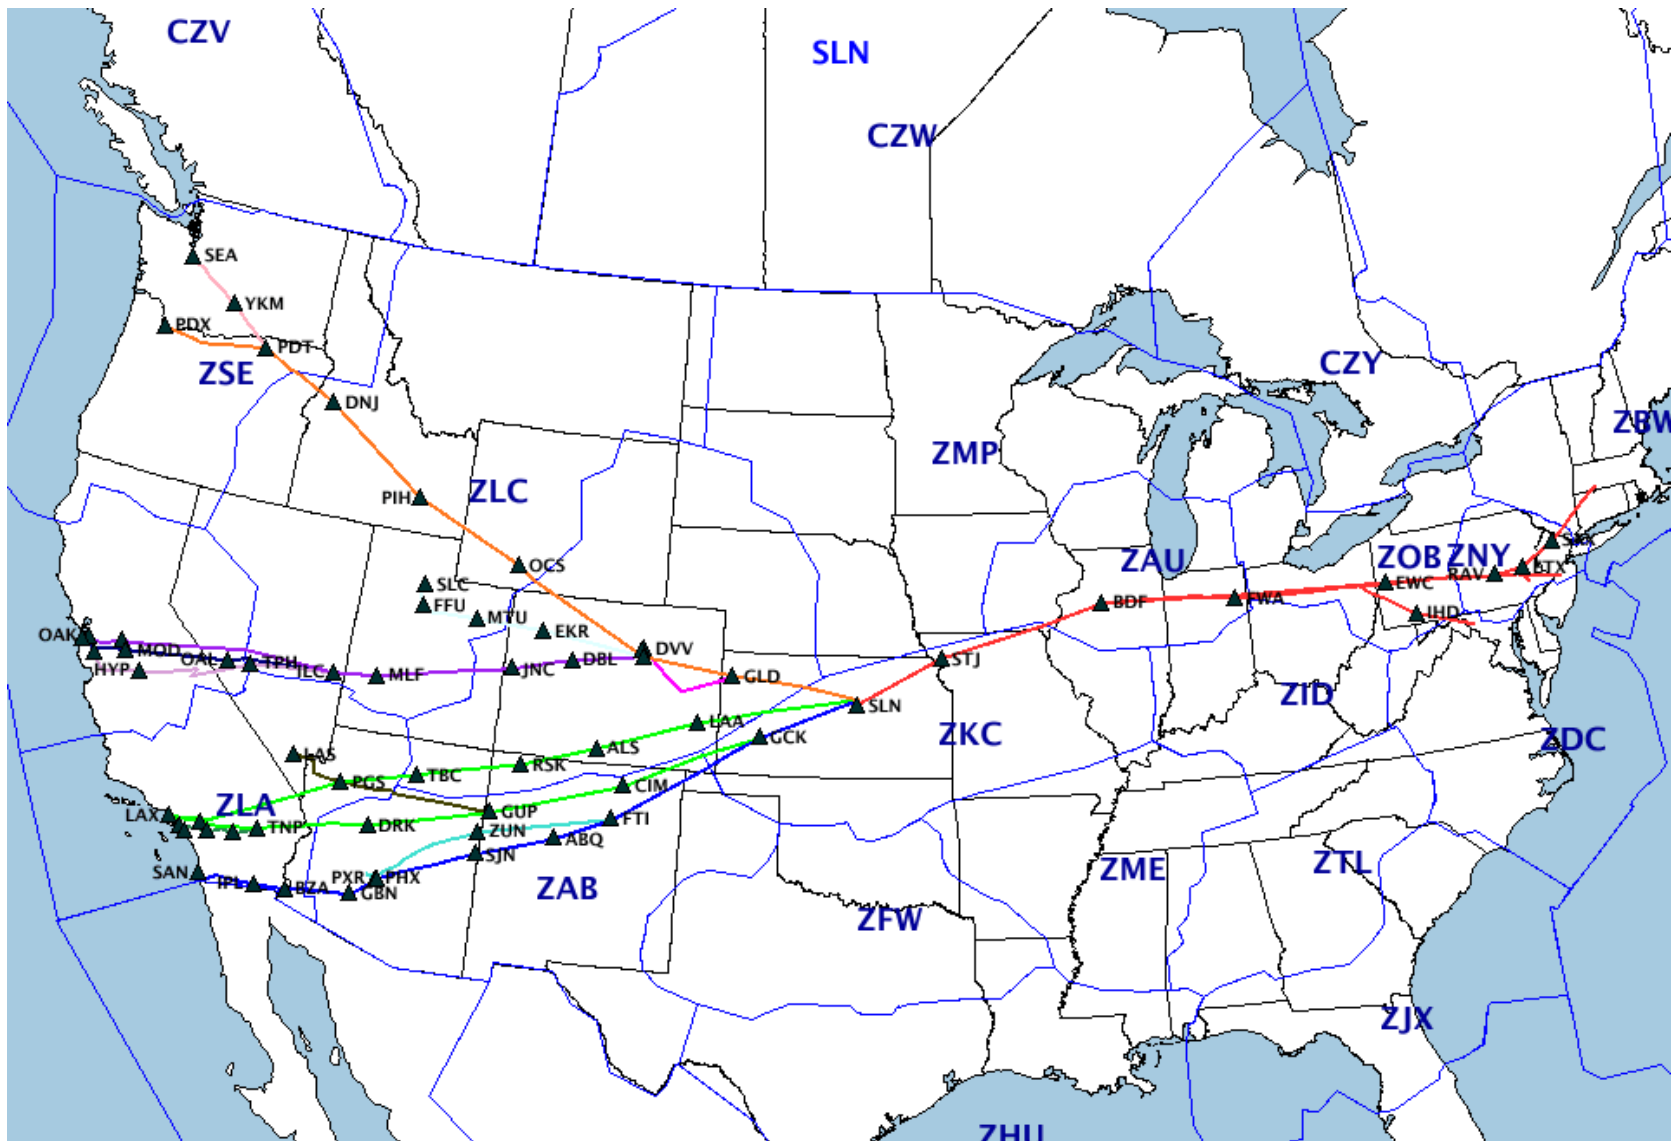 CZV
SLN
CZW
SEA
YKM
PDX
PDT
ZSE
CZY
DNJ
ZBW
ZMP
PIH
ZLC
SAX
OCS
ZAU
ZOB
ZNY
BTX
RAV
EWC
SLC
FFU
BDF
FWA
IHD
MTU
EKR
OAK
MOD
OAL
TPH
DVV
STJ
HYP
ILC
MLF
JNC
DBL
GLD
ZID
SLN
LAA
ZKC
GCK
ZDC
LAS
ALS
RSK
TBC
PGS
CIM
ZLA
LAX
TNP
DRK
GUP
FTI
ZUN
ABQ
SJN
SAN
IPL
BZA
PXR
PHX
GBN
ZAB
ZME
ZTL
ZFW
ZJX
ZHU